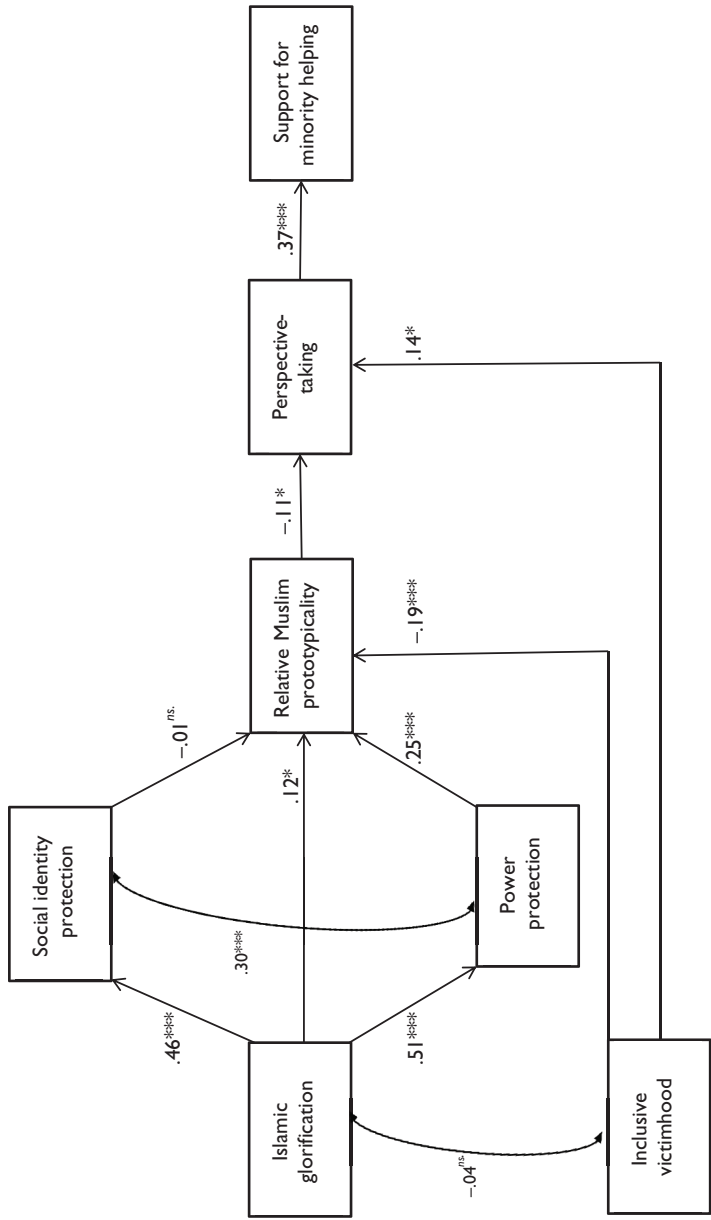 Social identity
protection
Islamic
glorification
Power
protection
Inclusive
victimhood
Relative Muslim
prototypicality
Perspective-
taking
Support for
minority helping
.46***
.30***
.51***
–.04ns.
–.01ns.
.12*
.25***
–.19***
–.11*
.14*
.37***